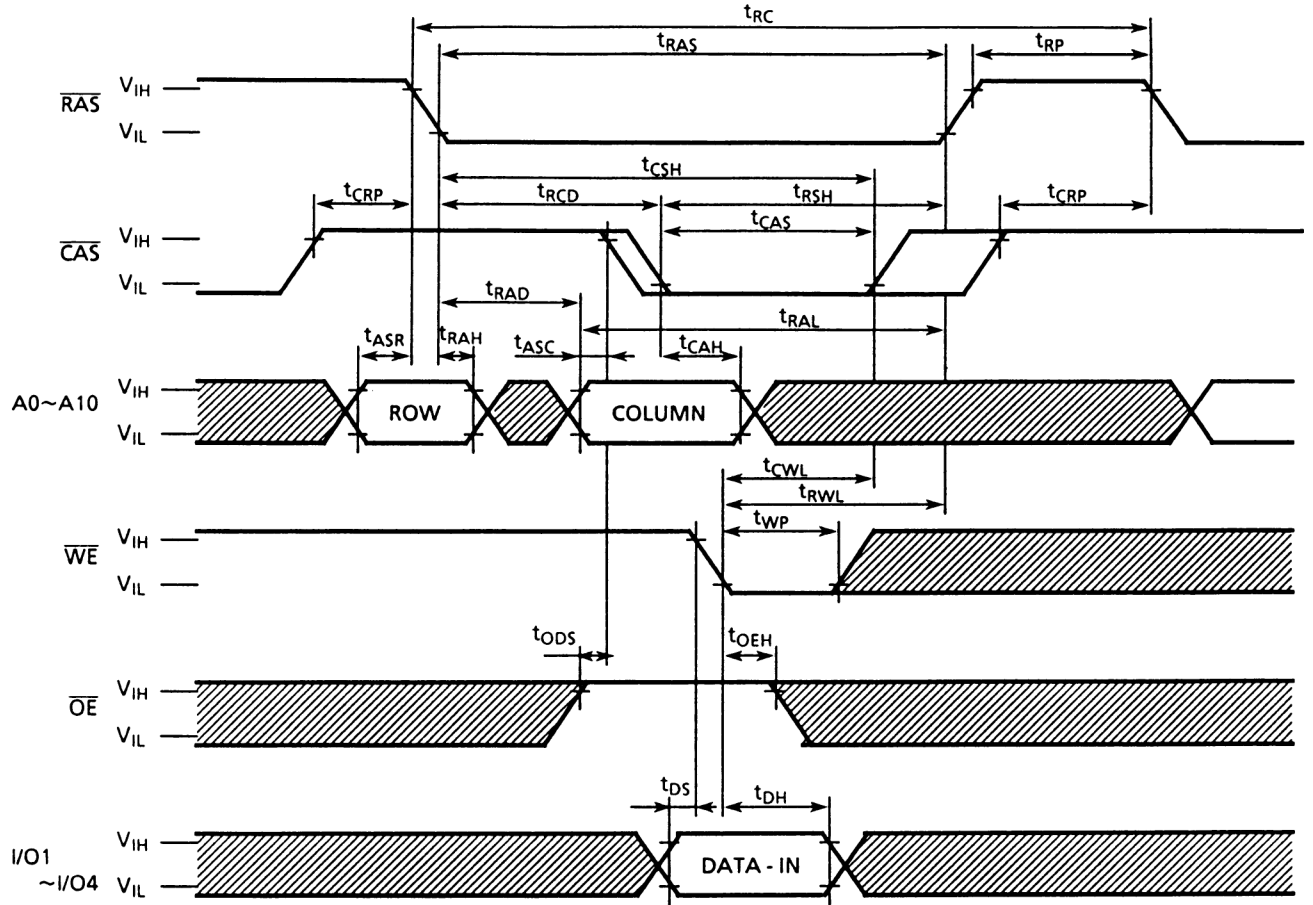 tRC
tRAS
tRP
RAS
VIH
VIL
tCSH
tCRP
tRCD
tRSH
tCRP
tCAS
CAS
VIH
VIL
tRAD
tRAL
tASR
tRAH
tASC
tCAH
A0~A10
VIH
VIL
ROW
COLUMN
tCWL
tRWL
tWP
WE
VIH
VIL
tODS
tOEH
OE
VIH
VIL
tDS
tDH
I/O1
~I/O4
VIH
VIL
DATA - IN